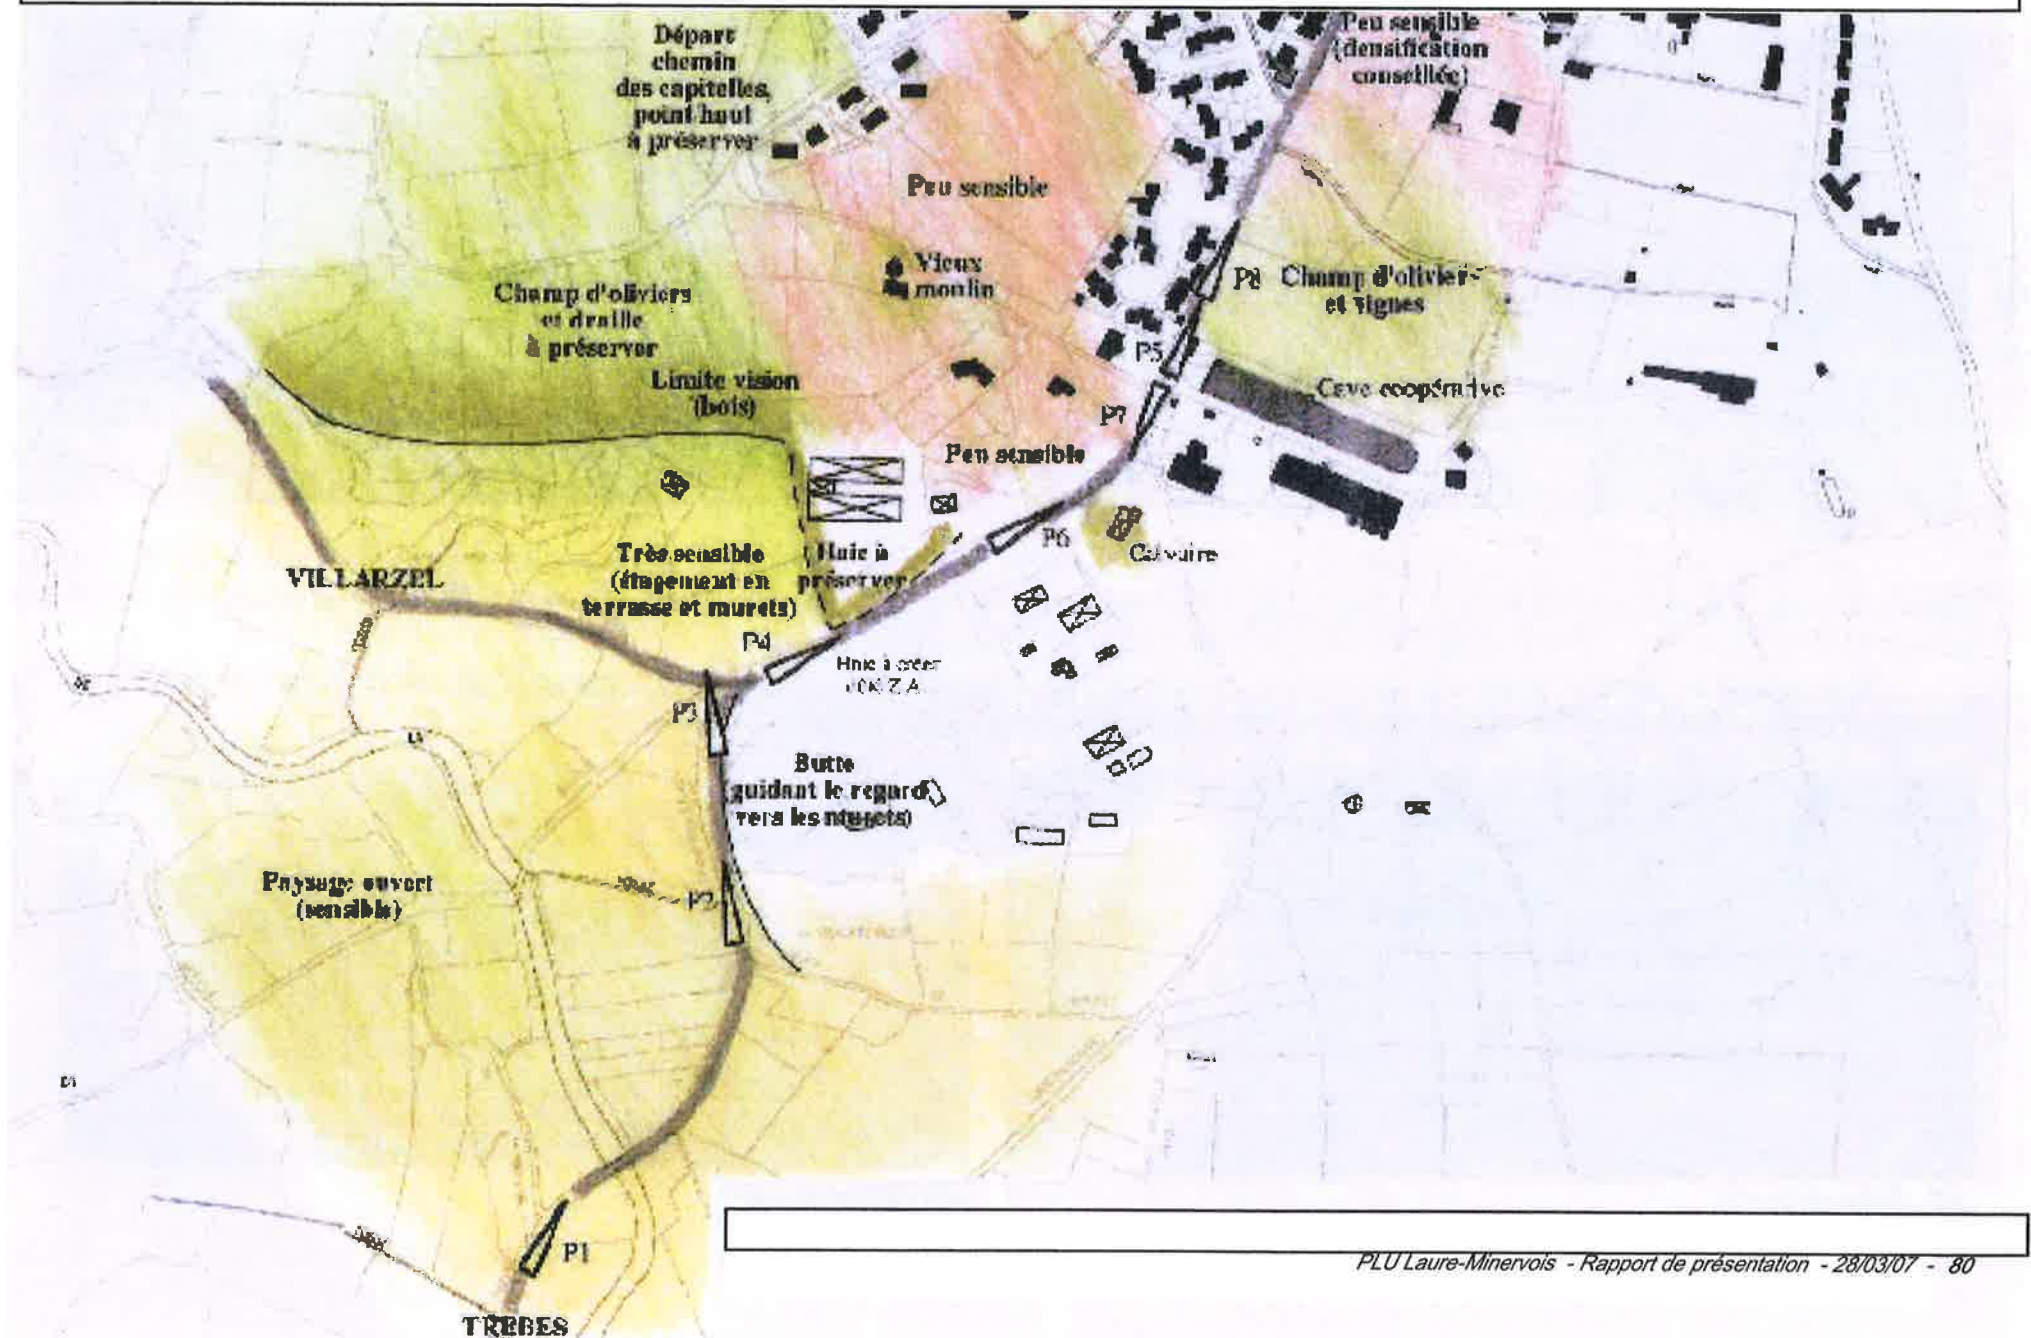 Départ
chemin
des capitelles,
point haut
à préserver
Peu sensible
(densification
conseillée)
Peu sensible
Vieux
moulin
Champ d'oliviers
et draille
à préserver
P8
Champ d'oliviers
et vignes
P5
Limite vision
(bois)
Cave coopérative
P7
Peu sensible
Très sensible
(étagement en
terrasse et murets)
Haie à
préserver
P6
Calvaire
VILLARZEL
P4
Haie à créer
Z A
P3
Butte
guidant le regard
vers les murets)
Paysage ouvert
(sensible)
P2
P1
TRÈBES
PLU Laure-Minervois - Rapport de présentation - 28/03/07 - 80